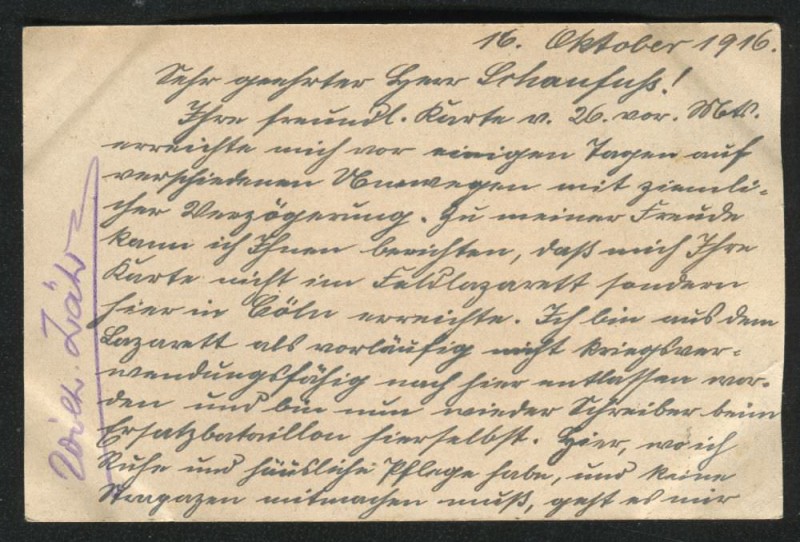 16. Oktober 1916.
Sehr geehrter Herr Schaufuß!
Ihre freundl. Karte v. 26. vor. Mts.
erreichte mich vor einigen Tagen auf
verschiedenen Umwegen mit ziemli-
cher Verzögerung. Zu meiner Freude
kann ich Ihnen berichten, daß mich Ihre
Karte nicht im Feldlazarett sondern
hier in Cöln erreichte. Ich bin aus dem
Lazarett als vorläufig nicht kriegsver-
wendungsfähig nach hier entlassen wor-
den und bin nun wieder Schreiber beim
Ersatzbataillon hierselbst. Hier, wo ich
Ruhe und häusliche Pflege habe, und keine
Strapazen mitmachen muß, geht es mir